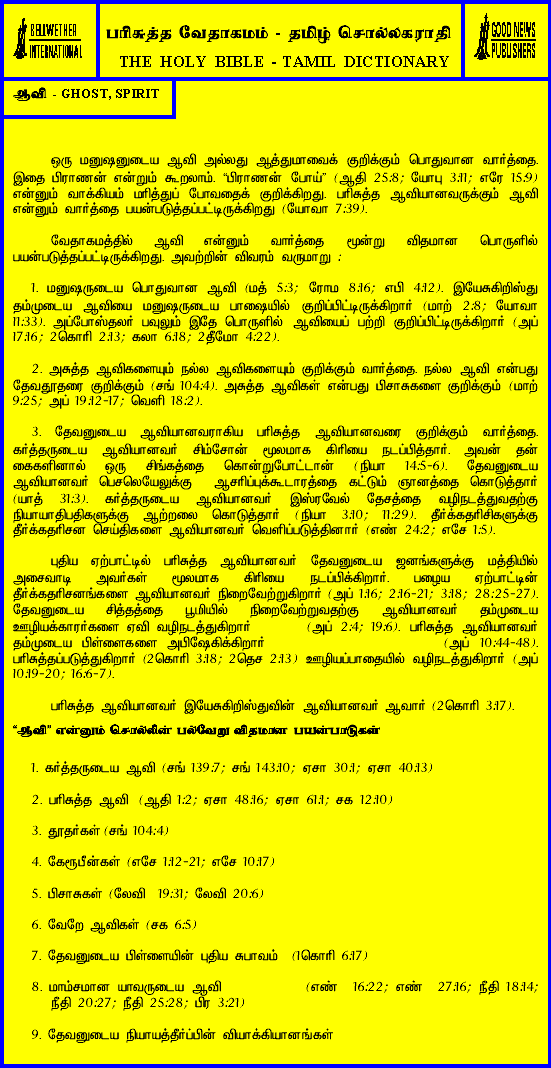 BELLWETHER
INTERNATIONAL
பரிசுத்த வேதாகமம் - தமிழ் சொல்லகராதி
THE HOLY BIBLE - TAMIL DICTIONARY
GOOD NEWS
PUBLISHERS
ஆவி - GHOST, SPIRIT
ஒரு மனுஷனுடைய ஆவி அல்லது ஆத்துமாவைக் குறிக்கும் பொதுவான வார்த்தை.
இதை பிராணன் என்றும் கூறலாம். “பிராணன் போய்” (ஆதி 25:8; யோபு 3:11; எரே 15:9)
என்னும் வாக்கியம் மரித்துப் போவதைக் குறிக்கிறது. பரிசுத்த ஆவியானவருக்கும் ஆவி
என்னும் வார்த்தை பயன்படுத்தப்பட்டிருக்கிறது (யோவா 7:39).
வேதாகமத்தில் ஆவி என்னும் வார்த்தை மூன்று விதமான பொருளில்
பயன்படுத்தப்பட்டிருக்கிறது. அவற்றின் விவரம் வருமாறு :
1. மனுஷருடைய பொதுவான ஆவி (மத் 5:3; ரோம 8:16; எபி 4:12). இயேசுகிறிஸ்து
தம்முடைய ஆவியை மனுஷருடைய பாஷையில் குறிப்பிட்டிருக்கிறார் (மாற் 2:8; யோவா
11:33). அப்போஸ்தலர் பவுலும் இதே பொருளில் ஆவியைப் பற்றி குறிப்பிட்டிருக்கிறார் (அப்
17:16; 2கொரி 2:13; கலா 6:18; 2தீமோ 4:22).
2. அசுத்த ஆவிகளையும் நல்ல ஆவிகளையும் குறிக்கும் வார்த்தை. நல்ல ஆவி என்பது
தேவதூதரை குறிக்கும் (சங் 104:4). அசுத்த ஆவிகள் என்பது பிசாசுகளை குறிக்கும் (மாற்
9:25; அப் 19:12-17; வெளி 18:2).
3. தேவனுடைய ஆவியானவராகிய பரிசுத்த ஆவியானவரை குறிக்கும் வார்த்தை.
கர்த்தருடைய ஆவியானவர் சிம்சோன் மூலமாக கிரியை நடப்பித்தார். அவன் தன்
கைகளினால் ஒரு சிங்கத்தை கொன்றுபோட்டான் (நியா 14:5-6). தேவனுடைய
ஆவியானவர் பெசலெயேலுக்கு ஆசரிப்புக்கூடாரத்தை கட்டும் ஞானத்தை கொடுத்தார்
(யாத் 31:3). கர்த்தருடைய ஆவியானவர் இஸ்ரவேல் தேசத்தை வழிநடத்துவதற்கு
நியாயாதிபதிகளுக்கு ஆற்றலை கொடுத்தார் (நியா 3:10; 11:29). தீர்க்கதரிசிகளுக்கு
தீர்க்கதரிசன செய்திகளை ஆவியானவர் வெளிப்படுத்தினார் (எண் 24:2; எசே 1:5).
புதிய ஏற்பாட்டில் பரிசுத்த ஆவியானவர் தேவனுடைய ஜனங்களுக்கு மத்தியில்
அசைவாடி அவர்கள் மூலமாக கிரியை நடப்பிக்கிறார். பழைய ஏற்பாட்டின்
தீர்க்கதரிசனங்களை ஆவியானவர் நிறைவேற்றுகிறார் (அப் 1:16; 2:16-21; 3:18; 28:25-27).
தேவனுடைய சித்தத்தை பூமியில் நிறைவேற்றுவதற்கு ஆவியானவர் தம்முடைய
ஊழியக்காரர்களை ஏவி வழிநடத்துகிறார் (அப் 2:4; 19:6). பரிசுத்த ஆவியானவர்
தம்முடைய பிள்ளைகளை அபிஷேகிக்கிறார் (அப் 10:44-48).
பரிசுத்தப்படுத்துகிறார் (2கொரி 3:18; 2தெச 2:13) ஊழியப்பாதையில் வழிநடத்துகிறார் (அப்
10:19-20; 16:6-7).
பரிசுத்த ஆவியானவர் இயேசுகிறிஸ்துவின் ஆவியானவர் ஆவார் (2கொரி 3:17).
“ஆவி” என்னும் சொல்லின் பல்வேறு விதமான பயன்பாடுகள்
1. கர்த்தருடைய ஆவி (சங் 139:7; சங் 143:10; ஏசா 30:1; ஏசா 40:13)
2. பரிசுத்த ஆவி (ஆதி 1:2; ஏசா 48:16; ஏசா 61:1; சக 12:10)
3. தூதர்கள் (சங் 104:4)
4. கேரூபீன்கள் (எசே 1:12-21; எசே 10:17)
5. பிசாசுகள் (லேவி 19:31; லேவி 20:6)
6. வேறே ஆவிகள் (சக 6:5)
7. தேவனுடைய பிள்ளையின் புதிய சுபாவம் (1கொரி 6:17)
8. மாம்சமான யாவருடைய ஆவி (எண் 16:22; எண் 27:16; நீதி 18:14;
நீதி 20:27; நீதி 25:28; பிர 3:21)
9. தேவனுடைய நியாயத்தீர்ப்பின் வியாக்கியானங்கள்